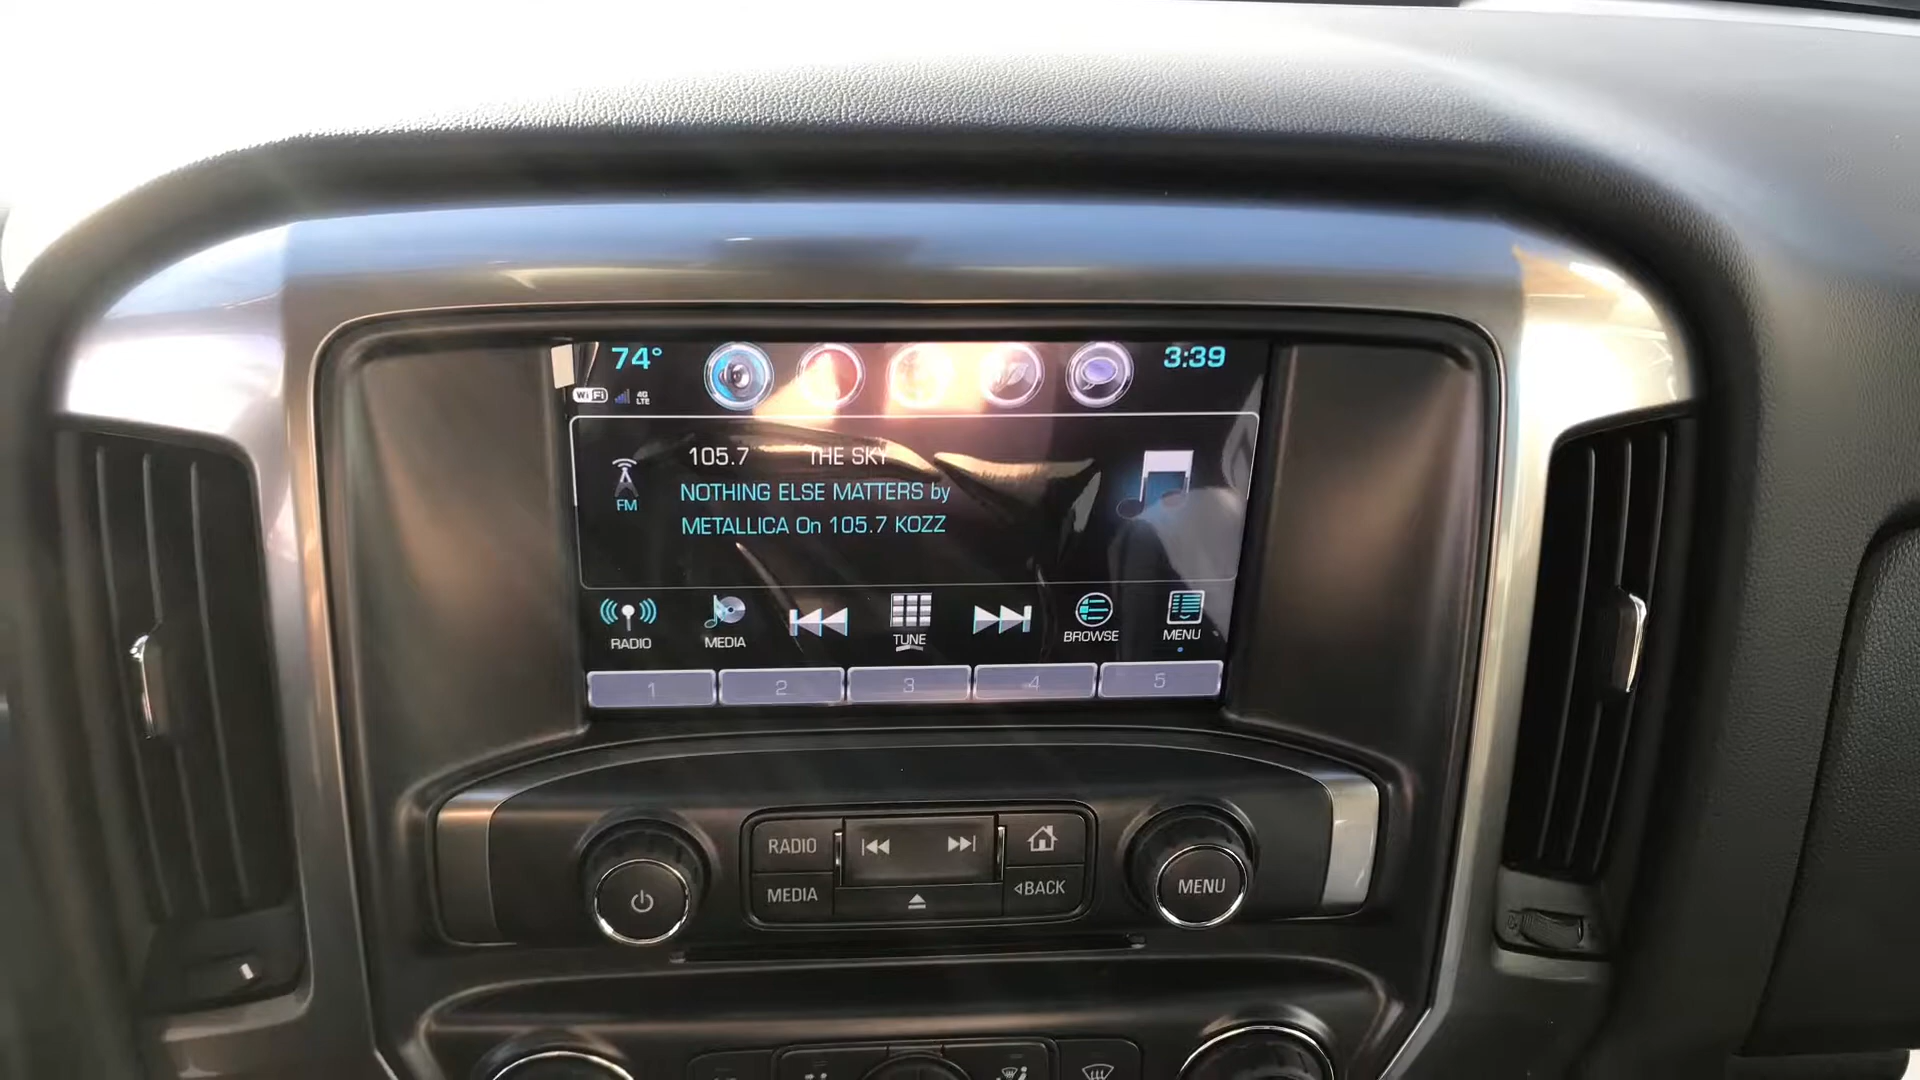 74° 3:39
WiFi 4G LTE
105.7 THE SKY
NOTHING ELSE MATTERS by
FM
METALLICA On 105.7 KOZZ
RADIO MEDIA TUNE BROWSE MENU
1 2 3 4 5
RADIO
MEDIA
BACK
MENU